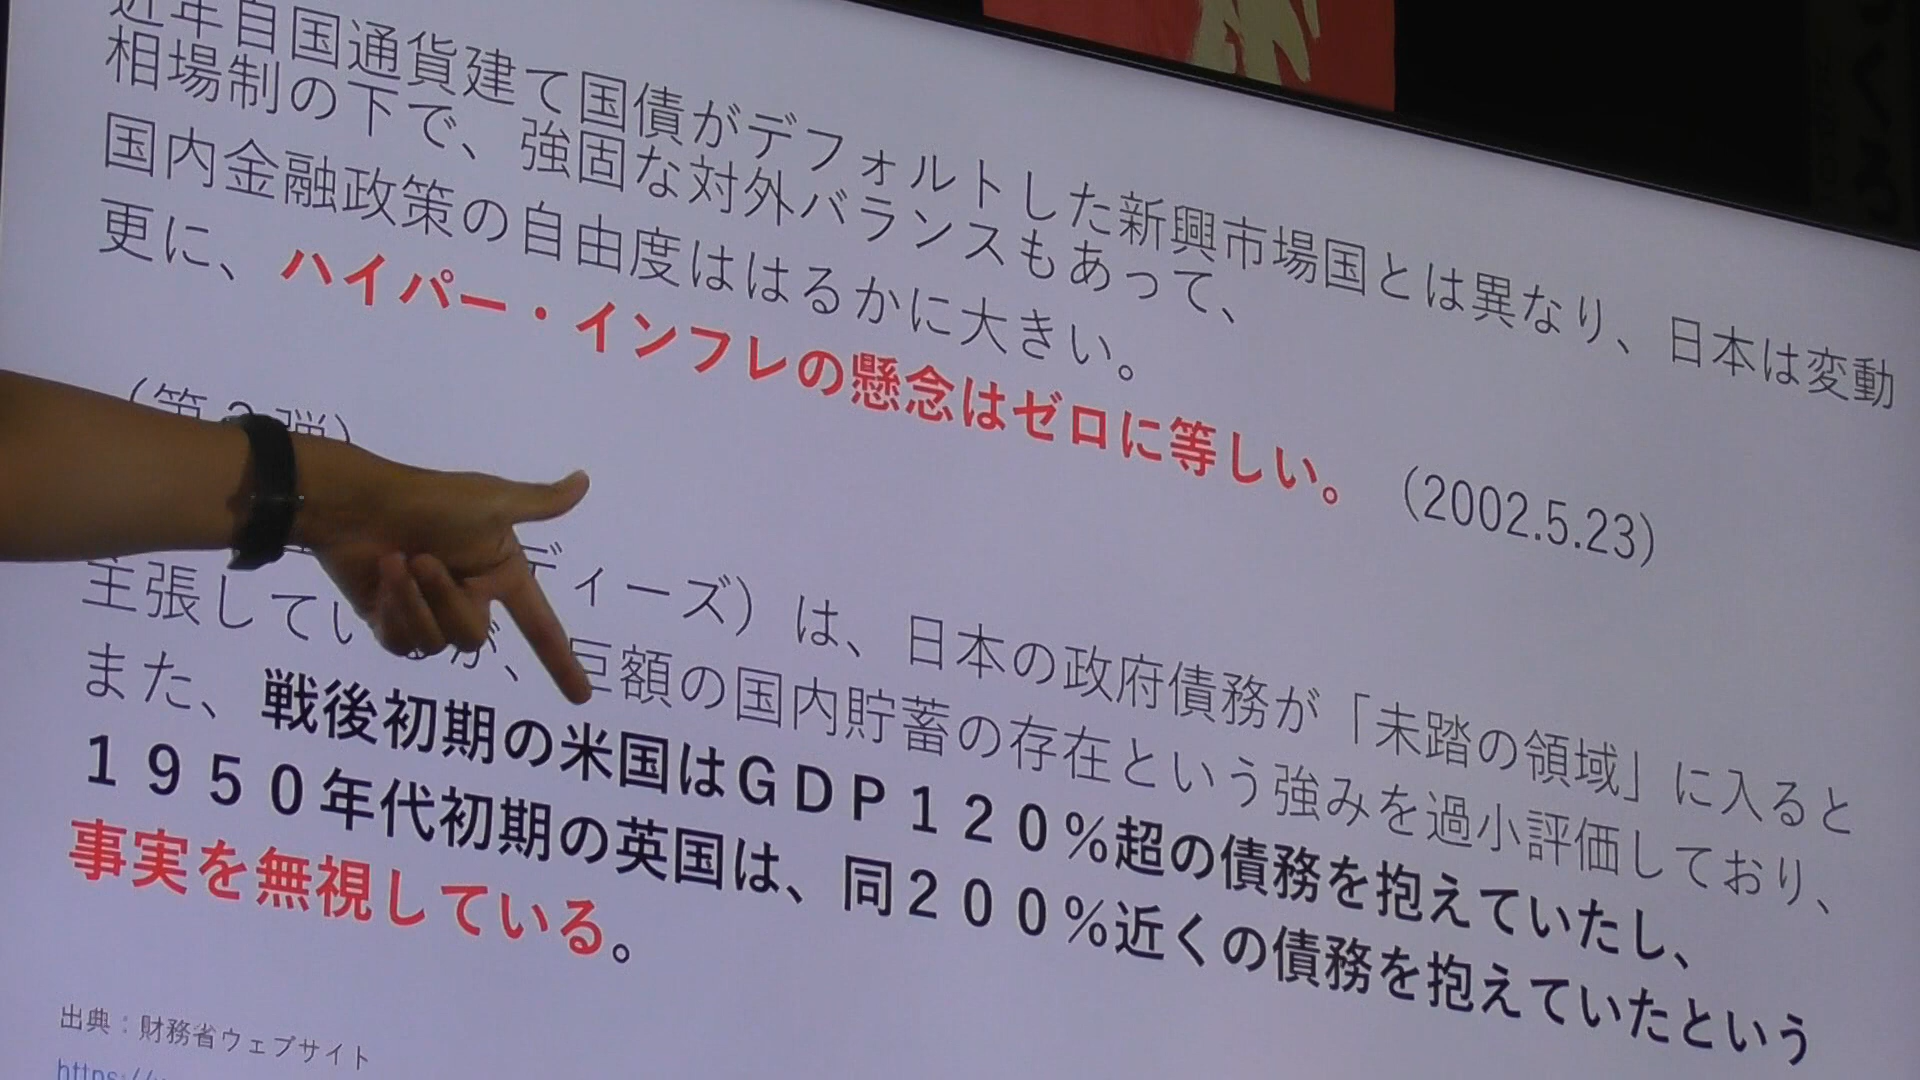 近年自国通貨建て国債がデフォルトした新興市場国とは異なり、日本は変動
相場制の下で、強固な対外バランスもあって、
国内金融政策の自由度ははるかに大きい。
更に、ハイパー・インフレの懸念はゼロに等しい。（2002.5.23）
（第2弾）
ディーズ）は、日本の政府債務が「未踏の領域」に入ると
主張しているが、巨額の国内貯蓄の存在という強みを過小評価しており、
また、戦後初期の米国はＧＤＰ１２０％超の債務を抱えていたし、
１９５０年代初期の英国は、同２００％近くの債務を抱えていたという
事実を無視している。
出典：財務省ウェブサイト